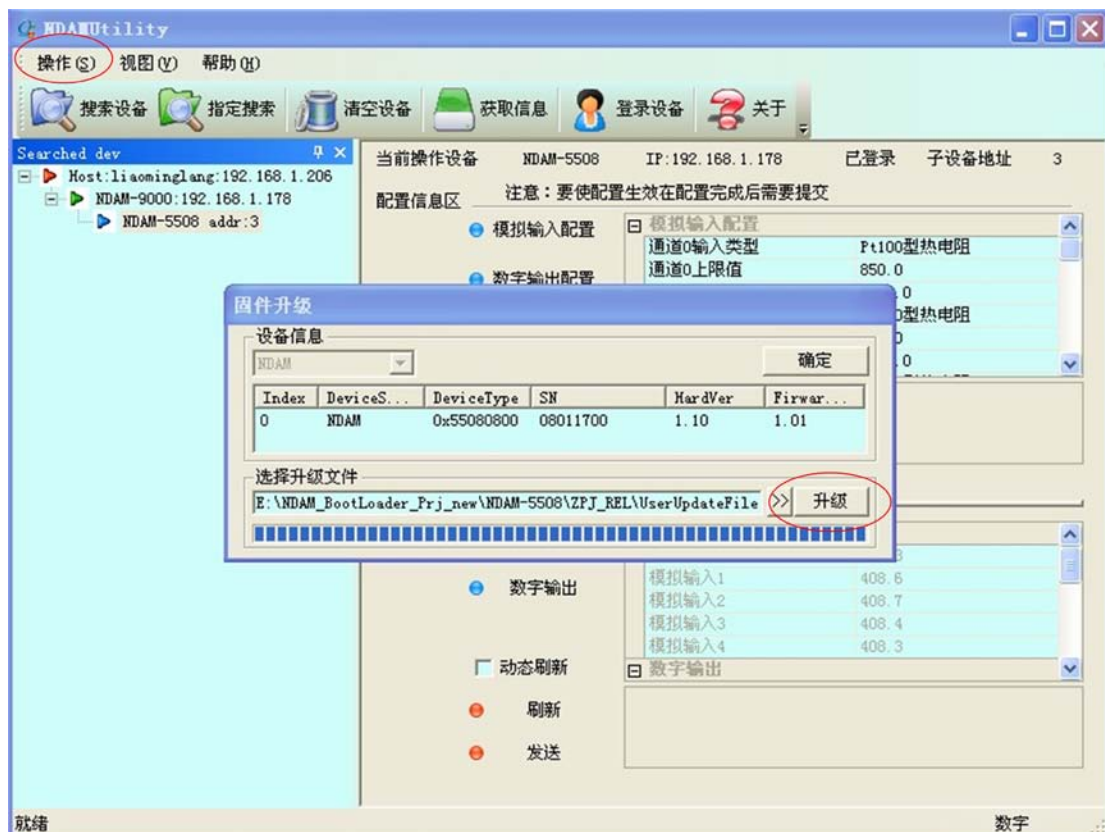 NDAMUtility
操作(S) 视图(V) 帮助(H)
搜索设备 指定搜索 清空设备 获取信息 登录设备 关于
Searched dev
Host:liaominglang:192.168.1.206
NDAM-9000:192.168.1.178
NDAM-5508 addr:3
当前操作设备 NDAM-5508 IP:192.168.1.178 已登录 子设备地址 3
配置信息区 注意：要使配置生效在配置完成后需要提交
模拟输入配置
数字输出配置
模拟输入配置
通道0输入类型 Pt100型热电阻
通道0上限值 850.0
.0
型热电阻
.0
固件升级
设备信息
NDAM
确定
Index DeviceS... DeviceType SN HardVer Firwar...
0 NDAM 0x55080800 08011700 1.10 1.01
选择升级文件
E:\NDAM_BootLoader_Prj_new\NDAM-5508\ZPJ_REL\UserUpdateFile >> 升级
数字输出
模拟输入1 408.6
模拟输入2 408.7
模拟输入3 408.4
模拟输入4 408.3
数字输出
动态刷新
刷新
发送
就绪 数字